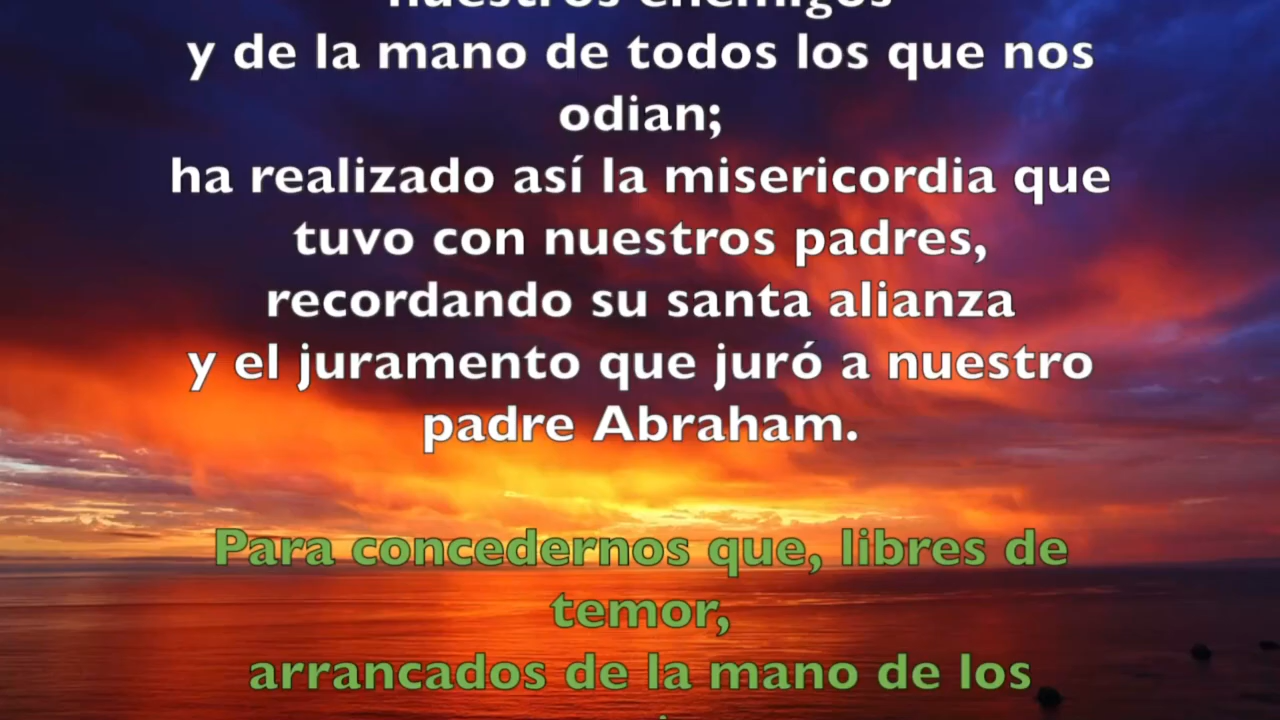 nuestros enemigos
y de la mano de todos los que nos
odian;
ha realizado así la misericordia que
tuvo con nuestros padres,
recordando su santa alianza
y el juramento que juró a nuestro
padre Abraham.
Para concedernos que, libres de
temor,
arrancados de la mano de los